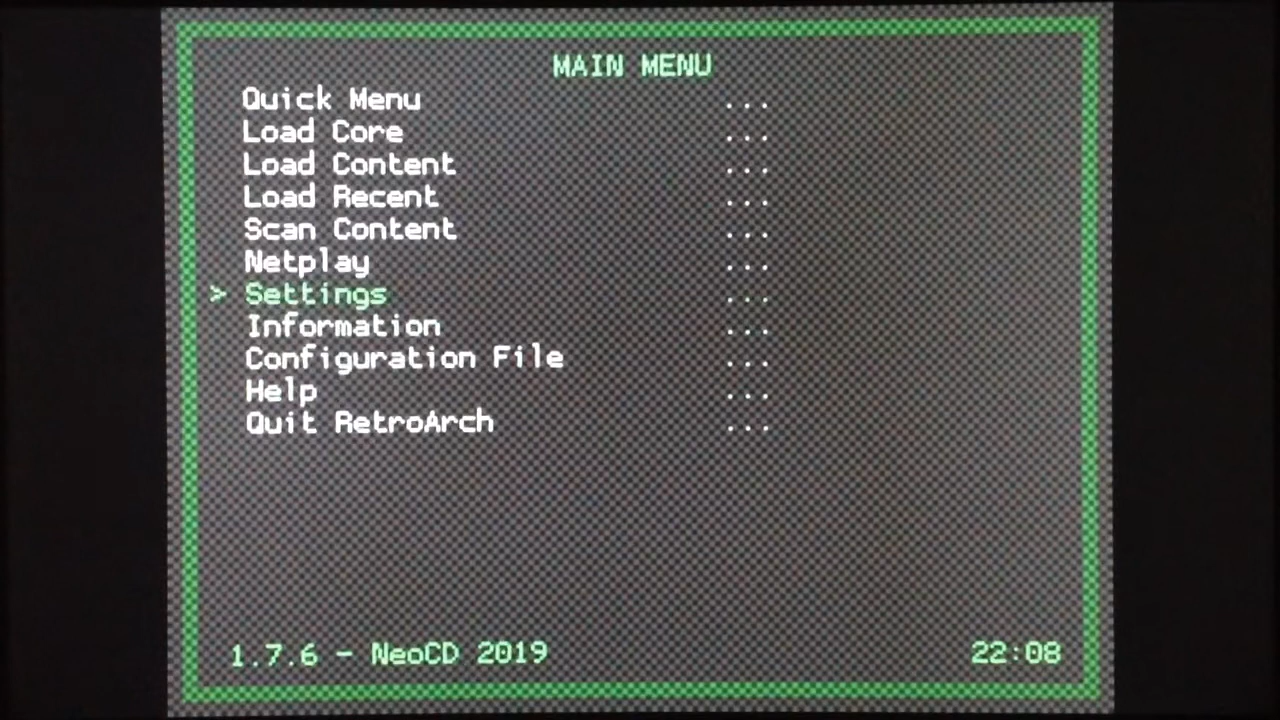 MAIN MENU
Quick Menu ...
Load Core ...
Load Content ...
Load Recent ...
Scan Content ...
Netplay ...
> Settings ...
Information ...
Configuration File ...
Help ...
Quit RetroArch ...
1.7.6 - NeoCD 2019 22:08